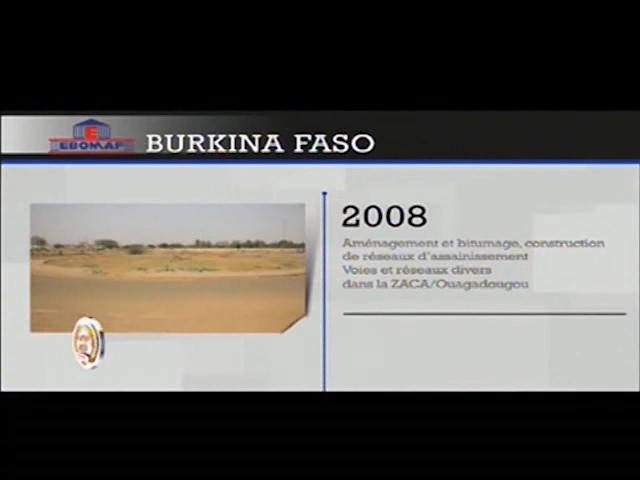 EBOMAF
BURKINA FASO
2008
Aménagement et bitumage, construction
de réseaux d'assainissement
Voies et réseaux divers
dans la ZACA/Ouagadougou